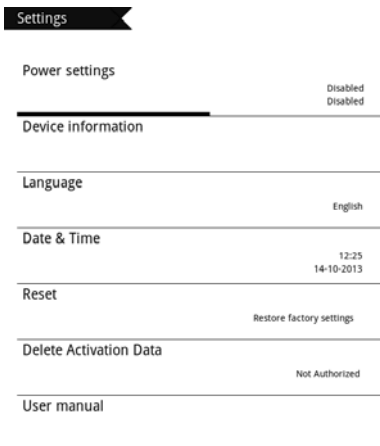 Settings
Power settings
Disabled
Disabled
Device information
Language
English
Date & Time
12:25
14-10-2013
Reset
Restore factory settings
Delete Activation Data
Not Authorized
User manual